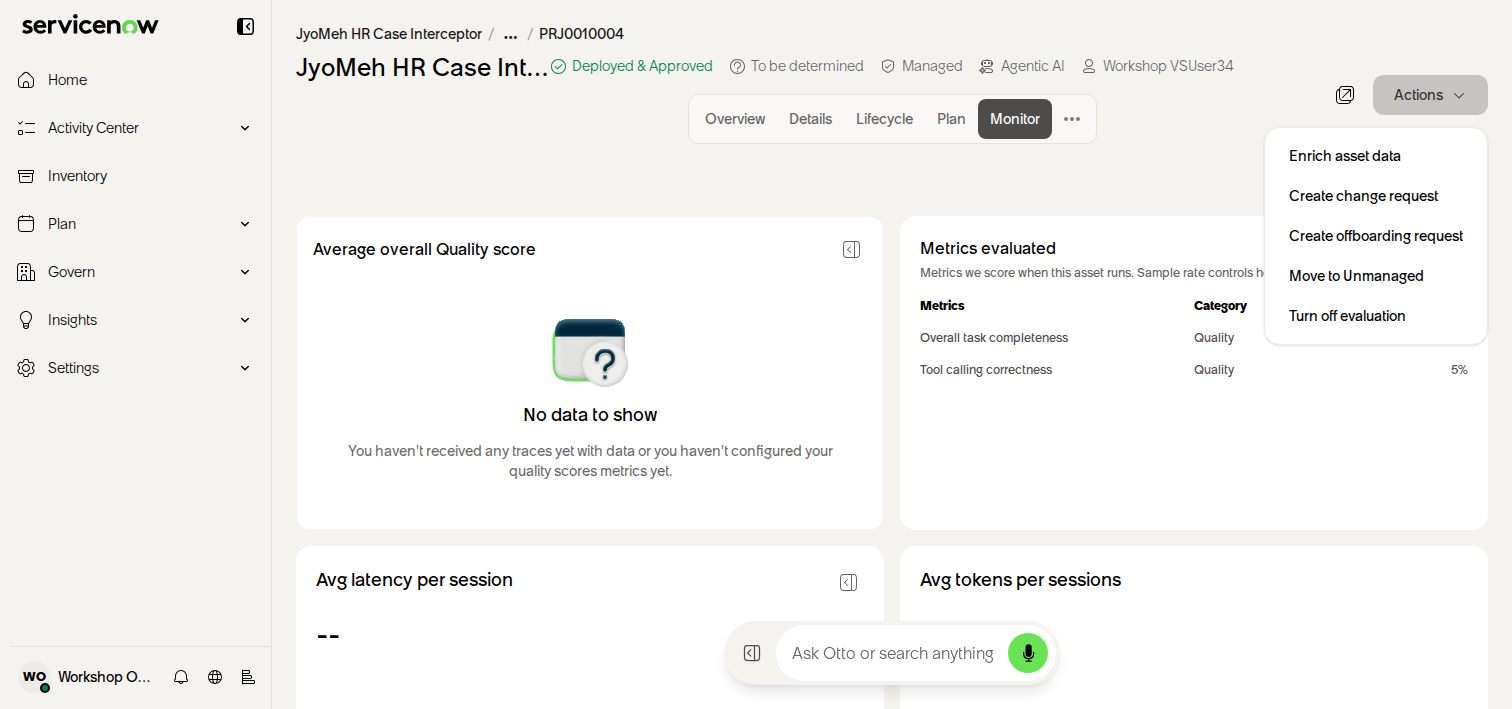 servicenow
Home
Activity Center
Inventory
Plan
Govern
Insights
Settings
WO Workshop O...
JyoMeh HR Case Interceptor / ... / PRJ0010004
JyoMeh HR Case Int... Deployed & Approved To be determined Managed Agentic AI Workshop VSUser34
Actions
Overview Details Lifecycle Plan Monitor
Enrich asset data
Create change request
Create offboarding request
Move to Unmanaged
Turn off evaluation
Average overall Quality score
No data to show
You haven't received any traces yet with data or you haven't configured your
quality scores metrics yet.
Metrics evaluated
Metrics we score when this asset runs. Sample rate controls
Metrics Category
Overall task completeness Quality
Tool calling correctness Quality 5%
Avg latency per session
--
Avg tokens per sessions
Ask Otto or search anything